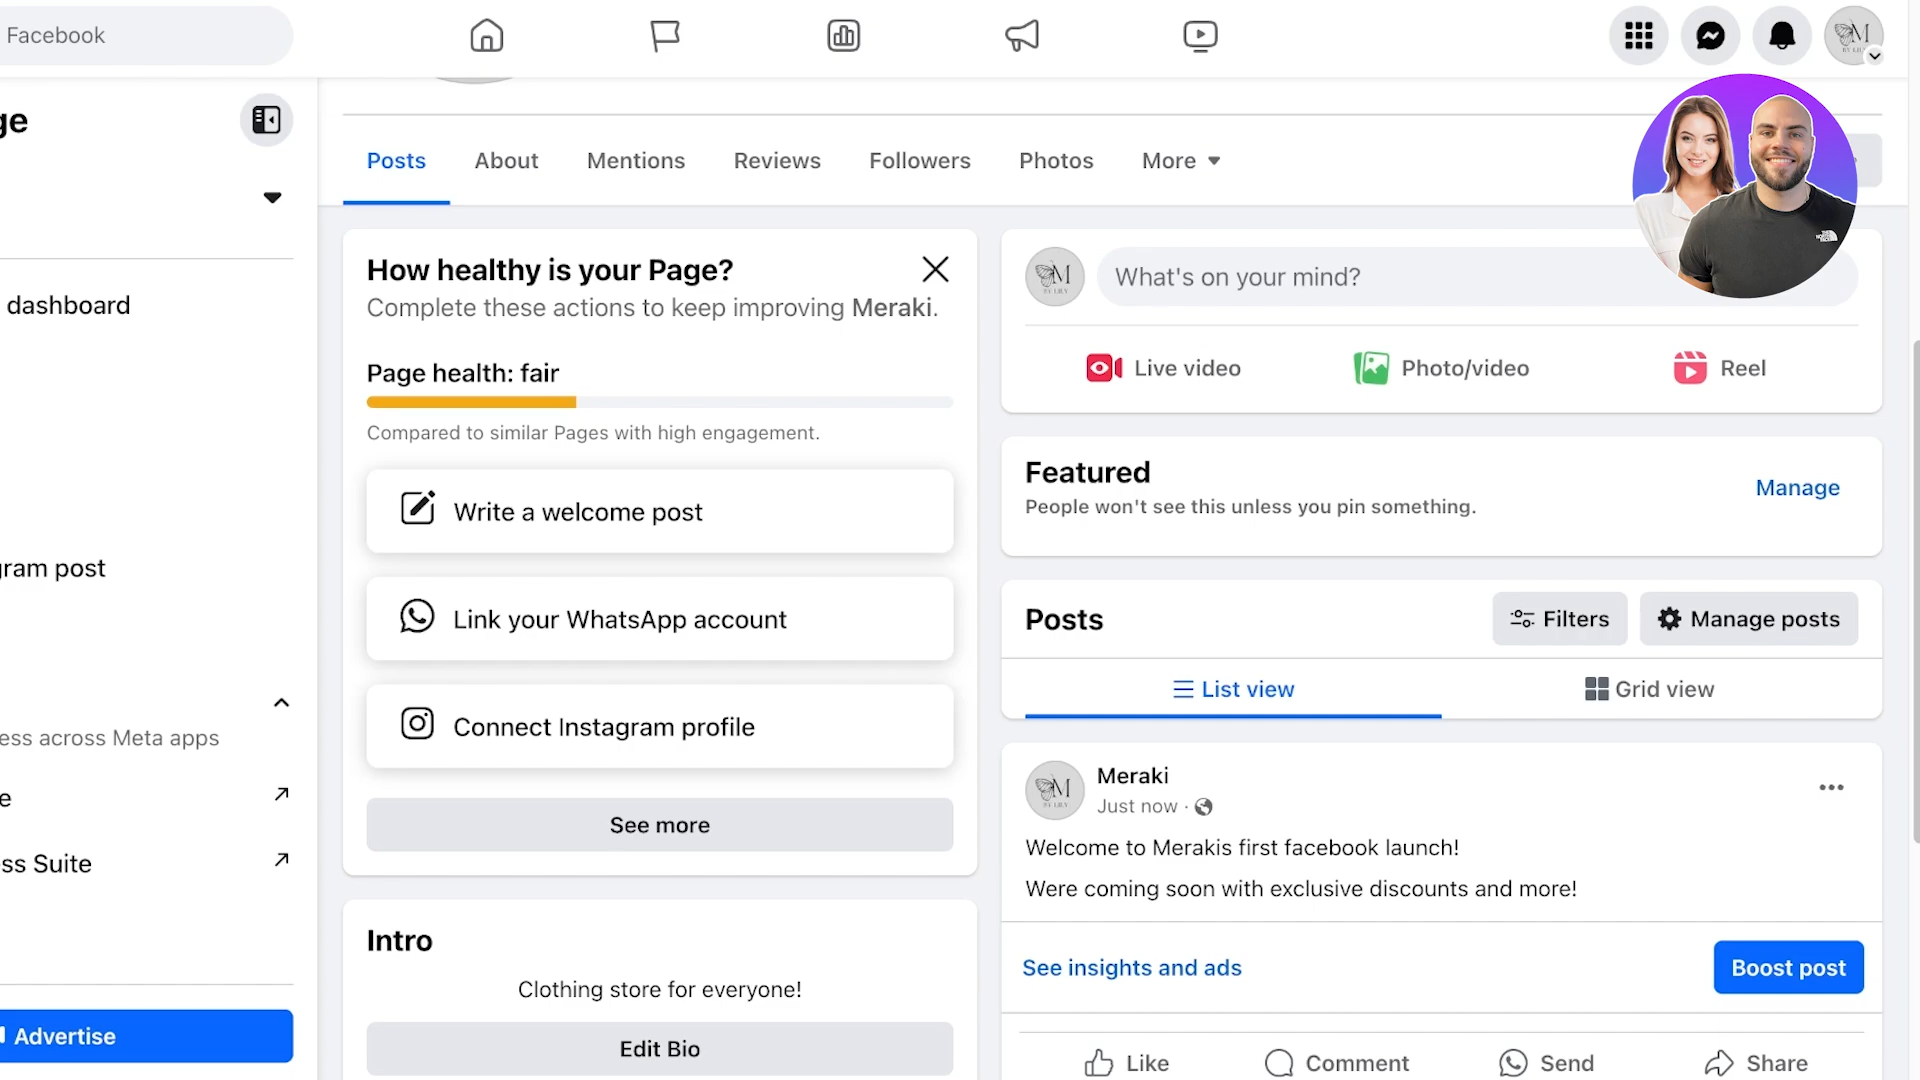 Facebook
ge
dashboard
gram post
ess across Meta apps
e
ss Suite
Advertise
Posts
About
Mentions
Reviews
Followers
Photos
More
How healthy is your Page?
Complete these actions to keep improving Meraki.
Page health: fair
Compared to similar Pages with high engagement.
Write a welcome post
Link your WhatsApp account
Connect Instagram profile
See more
Intro
Clothing store for everyone!
Edit Bio
What's on your mind?
Live video
Photo/video
Reel
Featured
People won't see this unless you pin something.
Manage
Posts
Filters
Manage posts
List view
Grid view
Meraki
Just now ·
Welcome to Merakis first facebook launch!
Were coming soon with exclusive discounts and more!
See insights and ads
Boost post
Like
Comment
Send
Share